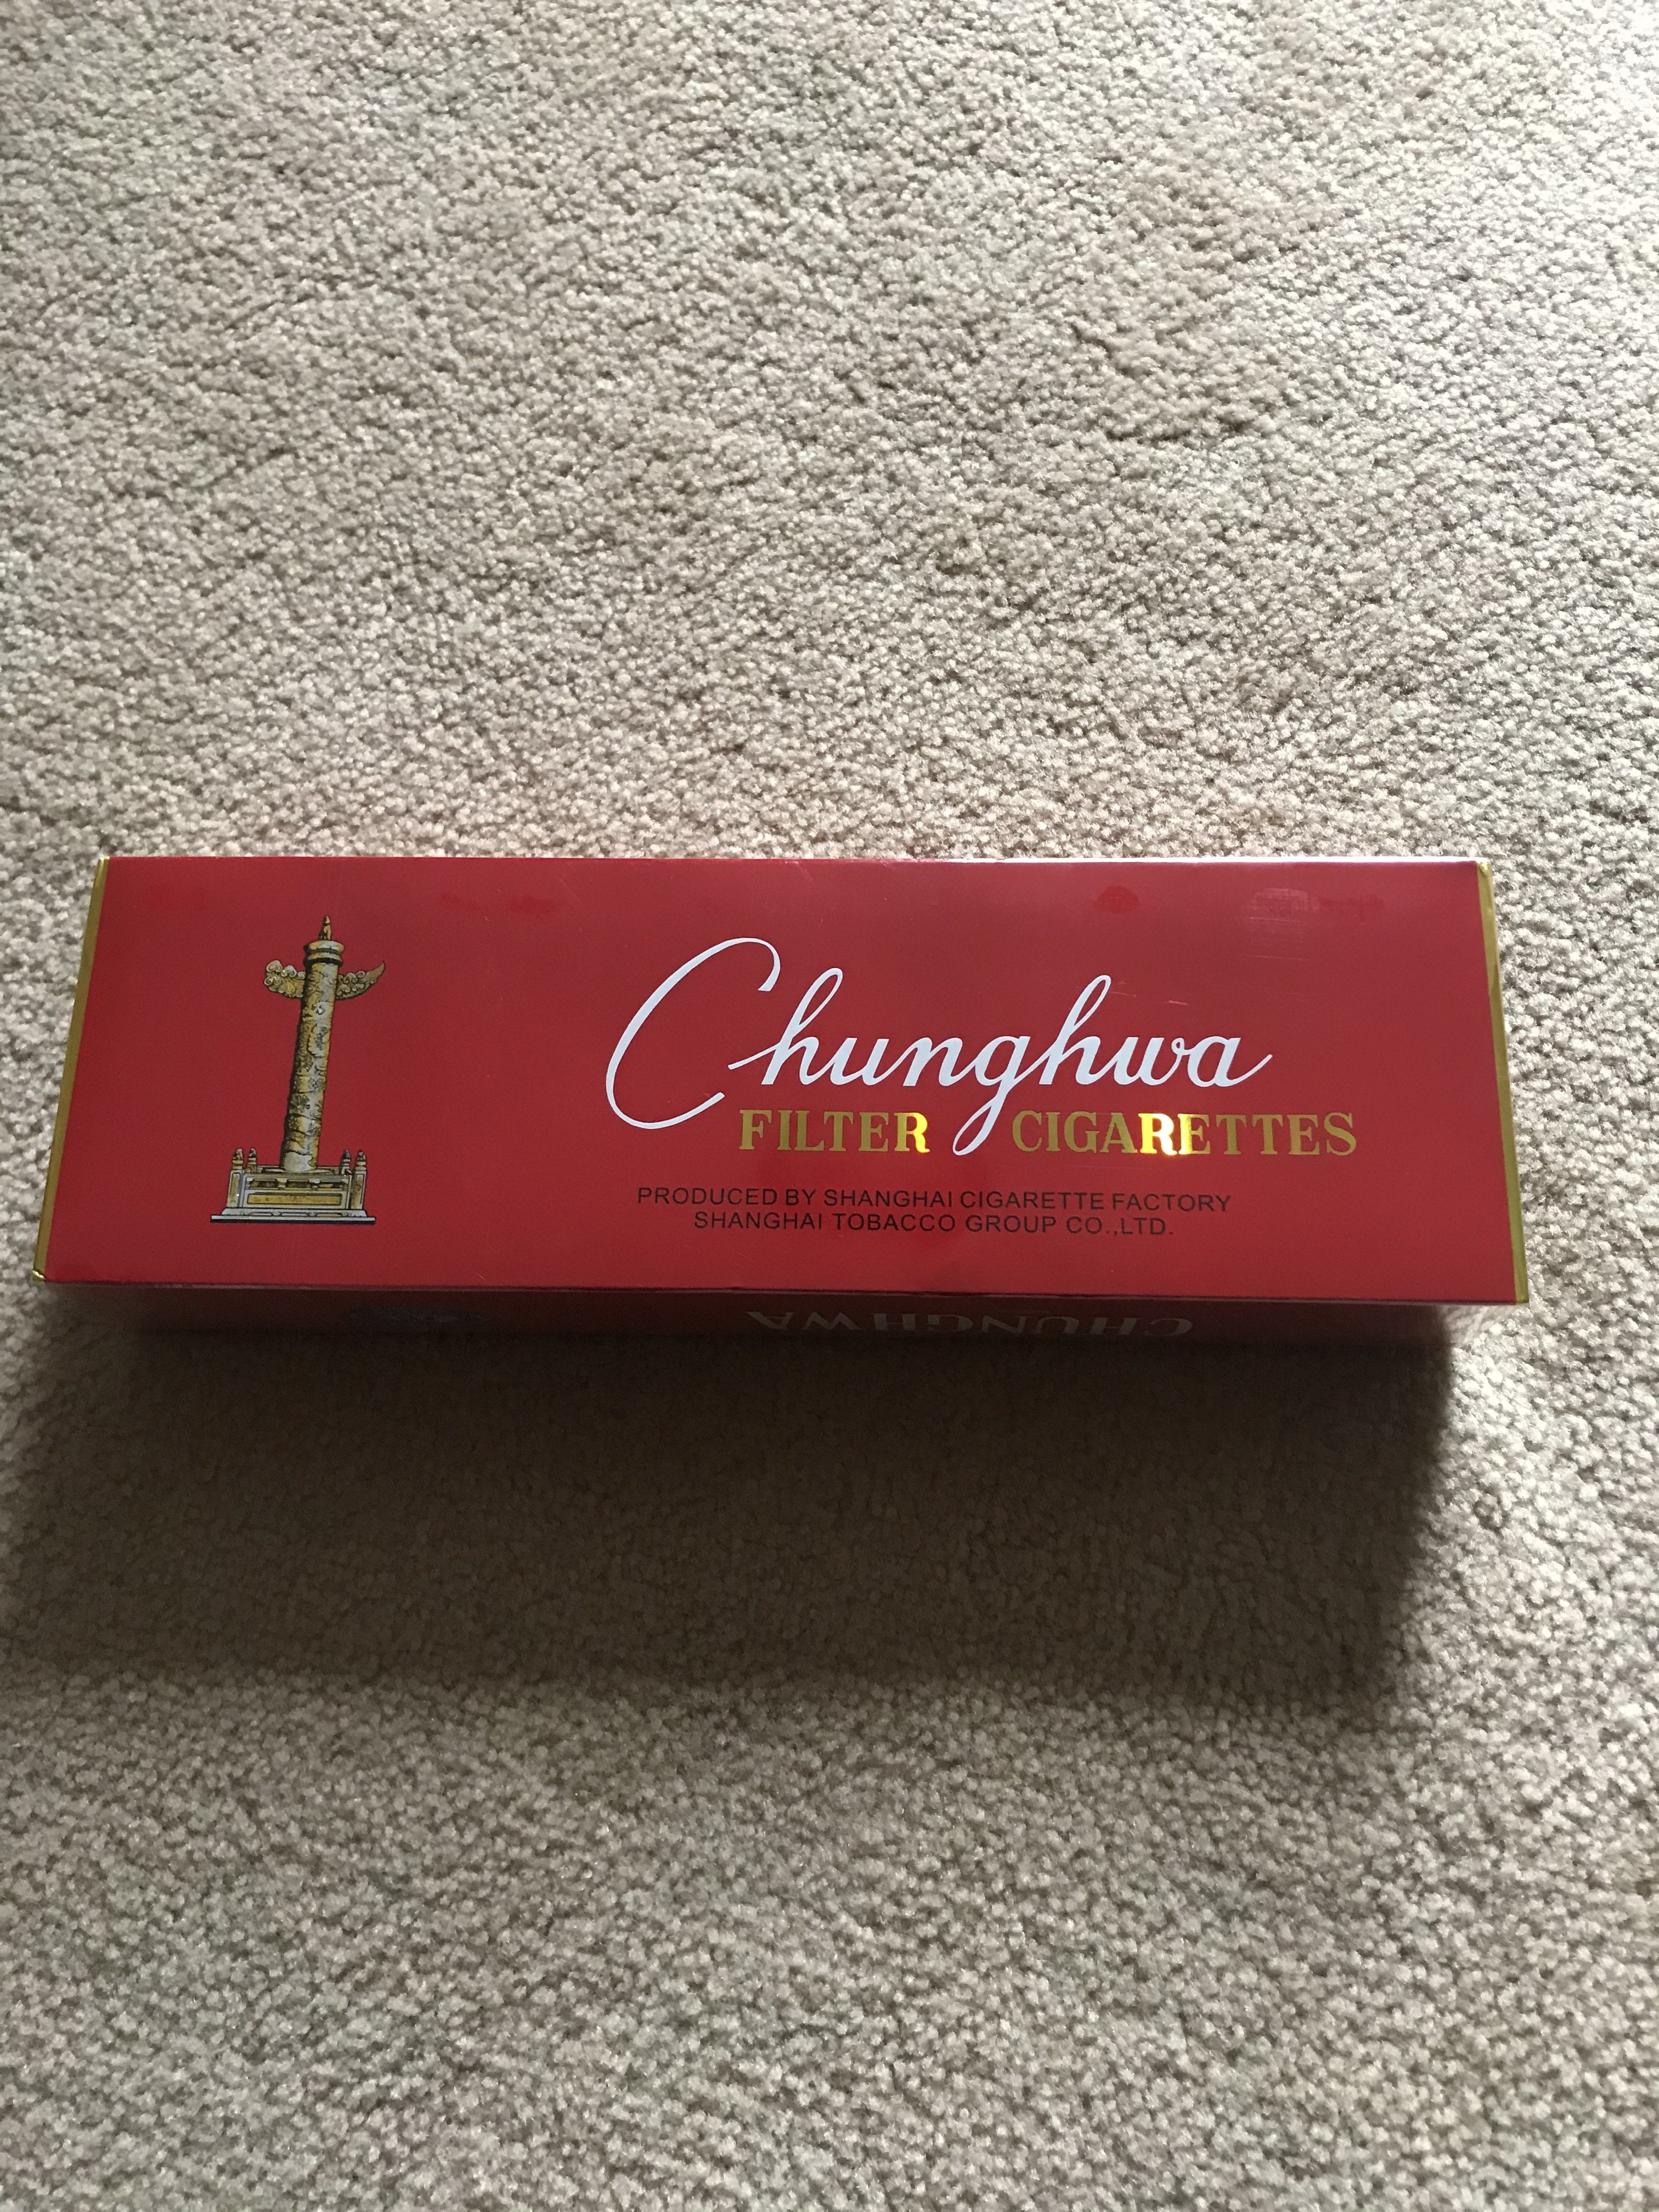 Chunghwa
FILTER CIGARETTES
PRODUCED BY SHANGHAI CIGARETTE FACTORY
SHANGHAI TOBACCO GROUP CO.,LTD.
CHUNGHWA